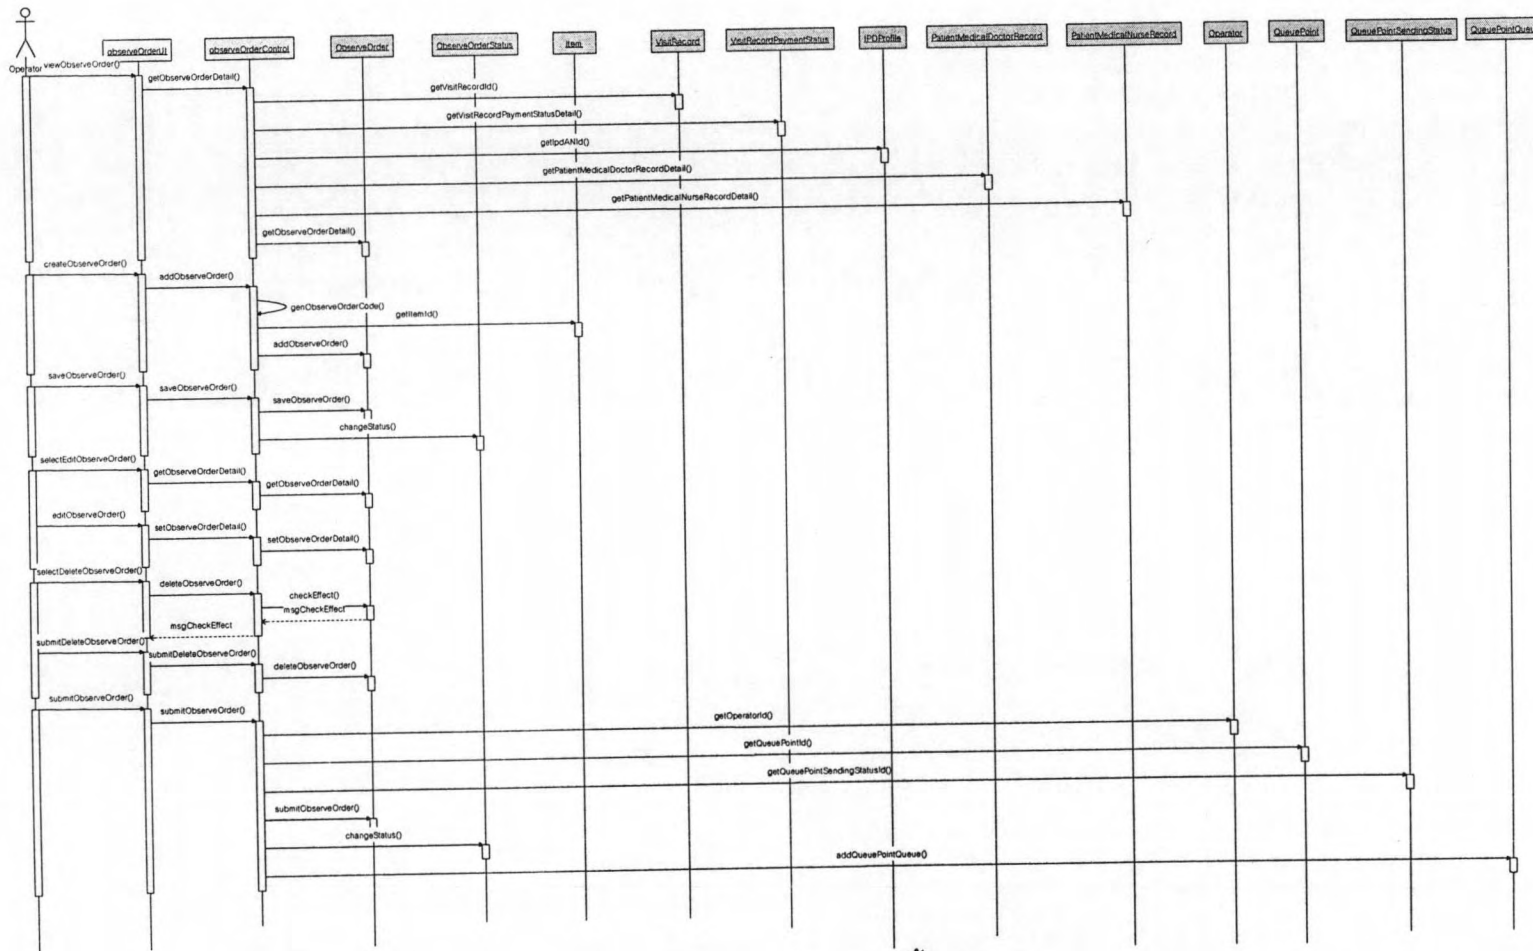 observeOrderUI
observeOrderControl
ObserveOrder
ObserveOrderStatus
Item
VisitRecord
VisitRecordPaymentStatus
IPDProfile
PatientMedicalDoctorRecord
PatientMedicalNurseRecord
Operator
QueuePoint
QueuePointSendingStatus
QueuePointQueu
Operator
viewObserveOrder()
getObserveOrderDetail()
getVisitRecordId()
getVisitRecordPaymentStatusDetail()
getIpdANId()
getPatientMedicalDoctorRecordDetail()
getPatientMedicalNurseRecordDetail()
getObserveOrderDetail()
createObserveOrder()
addObserveOrder()
genObserveOrderCode()
getItemId()
addObserveOrder()
saveObserveOrder()
saveObserveOrder()
saveObserveOrder()
changeStatus()
selectEditObserveOrder()
getObserveOrderDetail()
getObserveOrderDetail()
editObserveOrder()
setObserveOrderDetail()
setObserveOrderDetail()
selectDeleteObserveOrder()
deleteObserveOrder()
checkEffect()
msgCheckEffect
msgCheckEffect
submitDeleteObserveOrder()
submitDeleteObserveOrder()
deleteObserveOrder()
submitObserveOrder()
submitObserveOrder()
getOperatorId()
getQueuePointId()
getQueuePointSendingStatusId()
submitObserveOrder()
changeStatus()
addQueuePointQueue()